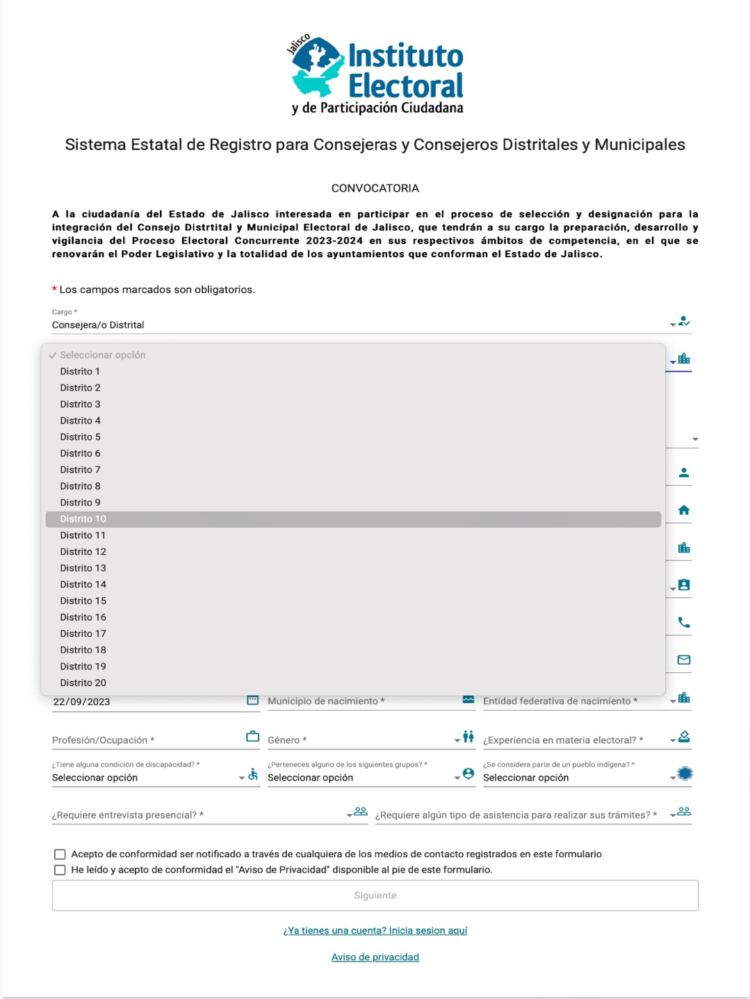 Jalisco
Instituto
Electoral
y de Participación Ciudadana
Sistema Estatal de Registro para Consejeras y Consejeros Distritales y Municipales
CONVOCATORIA
A la ciudadanía del Estado de Jalisco interesada en participar en el proceso de selección y designación para la
integración del Consejo Distrtital y Municipal Electoral de Jalisco, que tendrán a su cargo la preparación, desarrollo y
vigilancia del Proceso Electoral Concurrente 2023-2024 en sus respectivos ámbitos de competencia, en el que se
renovarán el Poder Legislativo y la totalidad de los ayuntamientos que conforman el Estado de Jalisco.
* Los campos marcados son obligatorios.
Cargo *
Consejera/o Distrital
✓ Seleccionar opción
Distrito 1
Distrito 2
Distrito 3
Distrito 4
Distrito 5
Distrito 6
Distrito 7
Distrito 8
Distrito 9
Distrito 10
Distrito 11
Distrito 12
Distrito 13
Distrito 14
Distrito 15
Distrito 16
Distrito 17
Distrito 18
Distrito 19
Distrito 20
22/09/2023 Municipio de nacimiento * Entidad federativa de nacimiento *
Profesión/Ocupación * Género * ¿Experiencia en materia electoral? *
¿Tiene alguna condición de discapacidad? * ¿Perteneces alguno de los siguientes grupos? * ¿Se considera parte de un pueblo indígena? *
Seleccionar opción Seleccionar opción Seleccionar opción
¿Requiere entrevista presencial? * ¿Requiere algún tipo de asistencia para realizar sus trámites? *
Acepto de conformidad ser notificado a través de cualquiera de los medios de contacto registrados en este formulario
He leído y acepto de conformidad el "Aviso de Privacidad" disponible al pie de este formulario.
Siguiente
¿Ya tienes una cuenta? Inicia sesion aquí
Aviso de privacidad